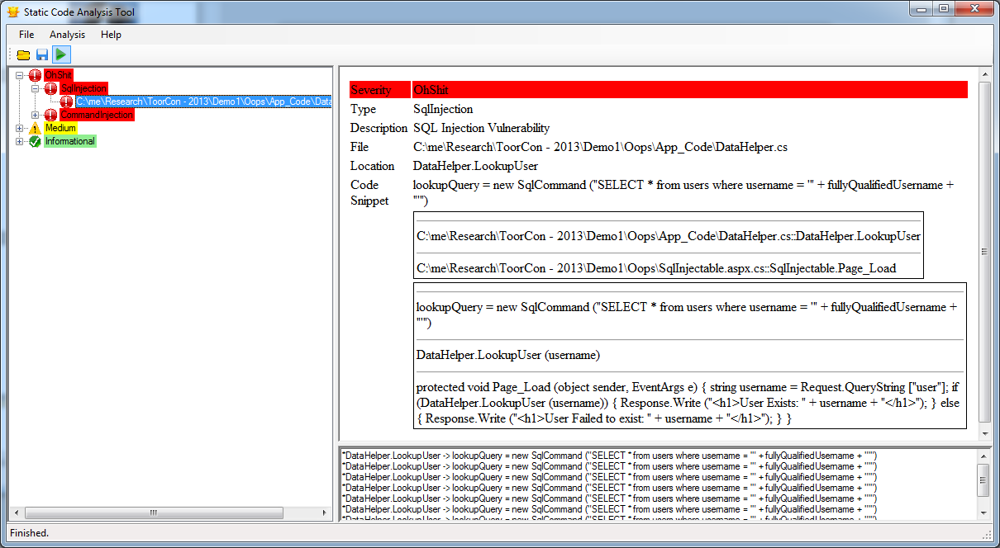 Static Code Analysis Tool
File Analysis Help
OhShit
SqlInjection
C:\me\Research\ToorCon - 2013\Demo1\Oops\App_Code\Data
CommandInjection
Medium
Informational
Severity OhShit
Type SqlInjection
Description SQL Injection Vulnerability
File C:\me\Research\ToorCon - 2013\Demo1\Oops\App_Code\DataHelper.cs
Location DataHelper.LookupUser
Code Snippet lookupQuery = new SqlCommand ("SELECT * from users where username = '" + fullyQualifiedUsername +
"'")
C:\me\Research\ToorCon - 2013\Demo1\Oops\App_Code\DataHelper.cs::DataHelper.LookupUser
C:\me\Research\ToorCon - 2013\Demo1\Oops\SqlInjectable.aspx.cs::SqlInjectable.Page_Load
lookupQuery = new SqlCommand ("SELECT * from users where username = '" + fullyQualifiedUsername +
"'")
DataHelper.LookupUser (username)
protected void Page_Load (object sender, EventArgs e) { string username = Request.QueryString ["user"]; if
(DataHelper.LookupUser (username)) { Response.Write ("<h1>User Exists: " + username + "</h1>"); } else
{ Response.Write ("<h1>User Failed to exist: " + username + "</h1>"); } }
*DataHelper.LookupUser -> lookupQuery = new SqlCommand ("SELECT * from users where username = '" + fullyQualifiedUsername + "'")
*DataHelper.LookupUser -> lookupQuery = new SqlCommand ("SELECT * from users where username = '" + fullyQualifiedUsername + "'")
*DataHelper.LookupUser -> lookupQuery = new SqlCommand ("SELECT * from users where username = '" + fullyQualifiedUsername + "'")
*DataHelper.LookupUser -> lookupQuery = new SqlCommand ("SELECT * from users where username = '" + fullyQualifiedUsername + "'")
*DataHelper.LookupUser -> lookupQuery = new SqlCommand ("SELECT * from users where username = '" + fullyQualifiedUsername + "'")
*DataHelper.LookupUser -> lookupQuery = new SqlCommand ("SELECT * from users where username = '" + fullyQualifiedUsername + "'")
*DataHelper.LookupUser -> lookupQuery = new SqlCommand ("SELECT * from users where username = '" + fullyQualifiedUsername + "'")
Finished.